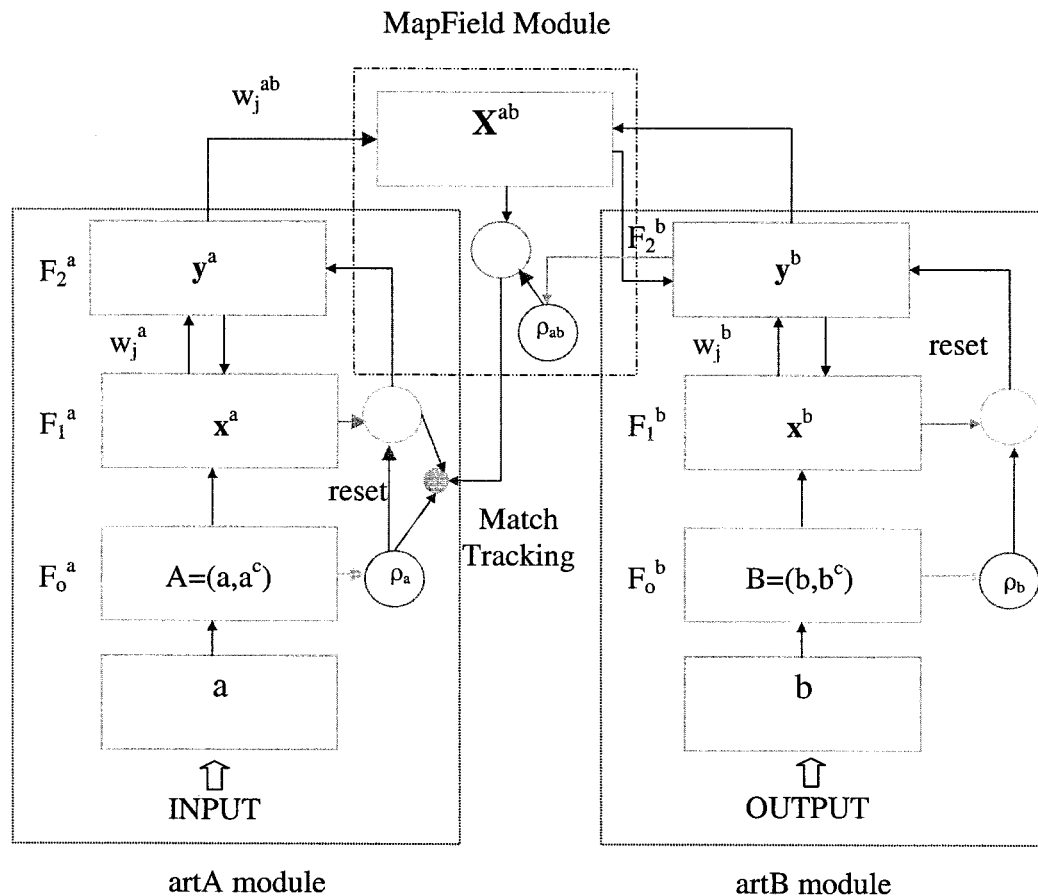 MapField Module
w_j^ab
X^ab
F_2^a
y^a
F_2^b
y^b
ρ_ab
w_j^a
w_j^b
reset
F_1^a
x^a
F_1^b
x^b
reset
Match
Tracking
F_o^a
A=(a,a^c)
ρ_a
F_o^b
B=(b,b^c)
ρ_b
a
b
INPUT
OUTPUT
artA module
artB module